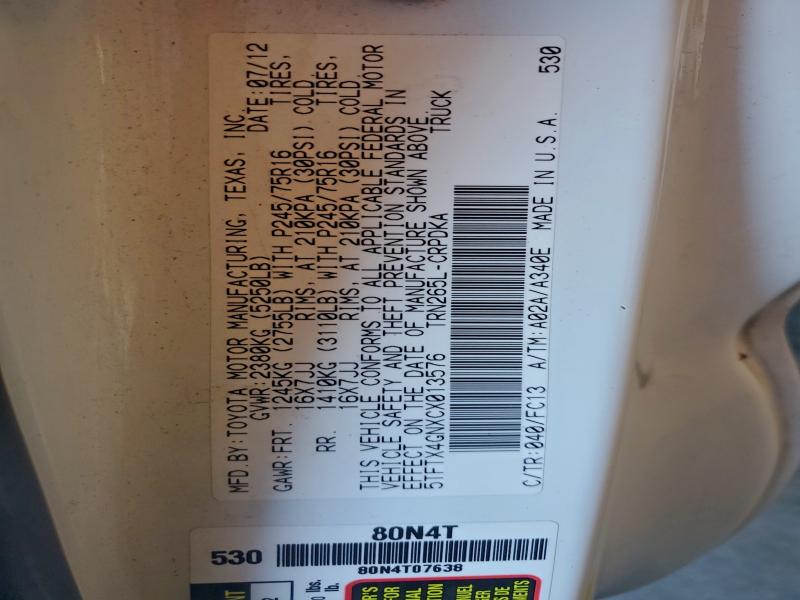 MFD. BY: TOYOTA MOTOR MANUFACTURING, TEXAS, INC.
GVWR: 2380KG (5250LB) DATE: 07/12
GAWR: FRT. 1245KG (2755LB) WITH P245/75R16 TIRES,
16X7JJ RIMS, AT 210KPA (30PSI) COLD.
RR. 1410KG (3110LB) WITH P245/75R16 TIRES,
16X7JJ RIMS, AT 210KPA (30PSI) COLD.
THIS VEHICLE CONFORMS TO ALL APPLICABLE FEDERAL MOTOR
VEHICLE SAFETY AND THEFT PREVENTION STANDARDS IN
EFFECT ON THE DATE OF MANUFACTURE SHOWN ABOVE.
5TFTX4GNXCX013576 TRN265L-CRPDKA TRUCK
C/TR: 040/FC13 A/TM: A02A/A340E MADE IN U.S.A. 530
80N4T
530
80N4T07638
lbs.
lb.